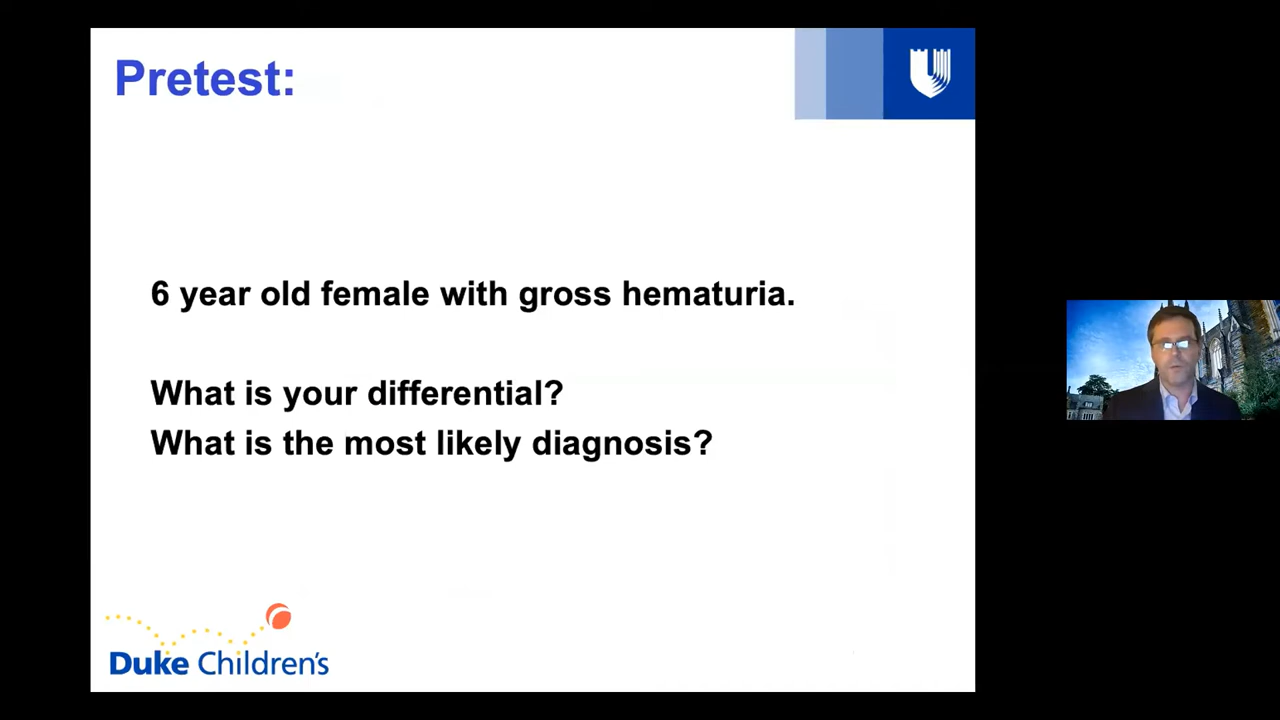 Pretest:
6 year old female with gross hematuria.
What is your differential?
What is the most likely diagnosis?
Duke Children's